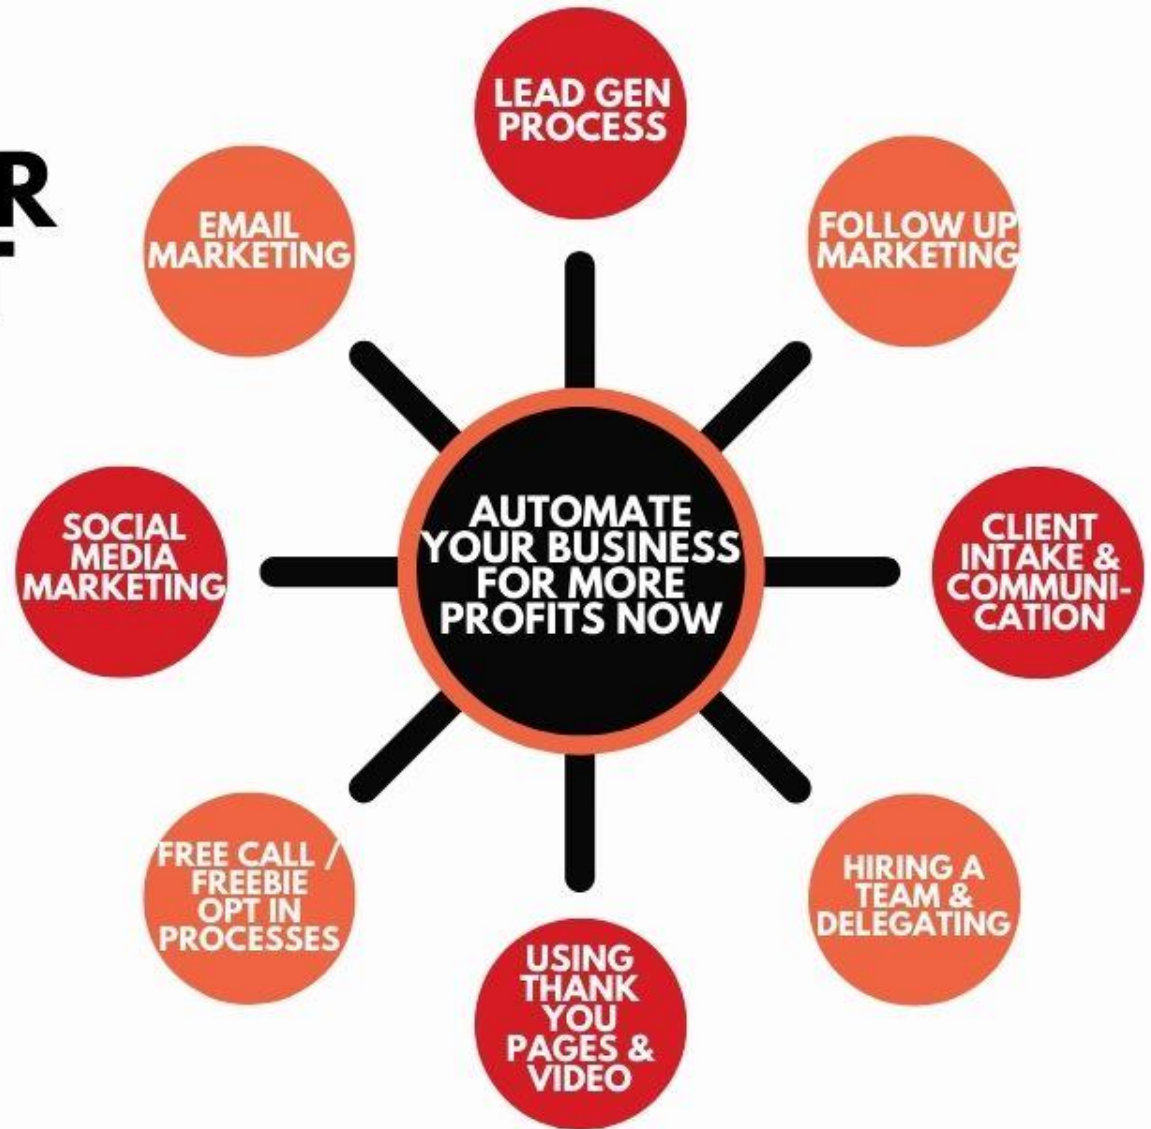 LEAD GEN
PROCESS
EMAIL
MARKETING
FOLLOW UP
MARKETING
SOCIAL
MEDIA
MARKETING
AUTOMATE
YOUR BUSINESS
FOR MORE
PROFITS NOW
CLIENT
INTAKE &
COMMUNI-
CATION
FREE CALL /
FREEBIE
OPT IN
PROCESSES
HIRING A
TEAM &
DELEGATING
USING
THANK
YOU
PAGES &
VIDEO